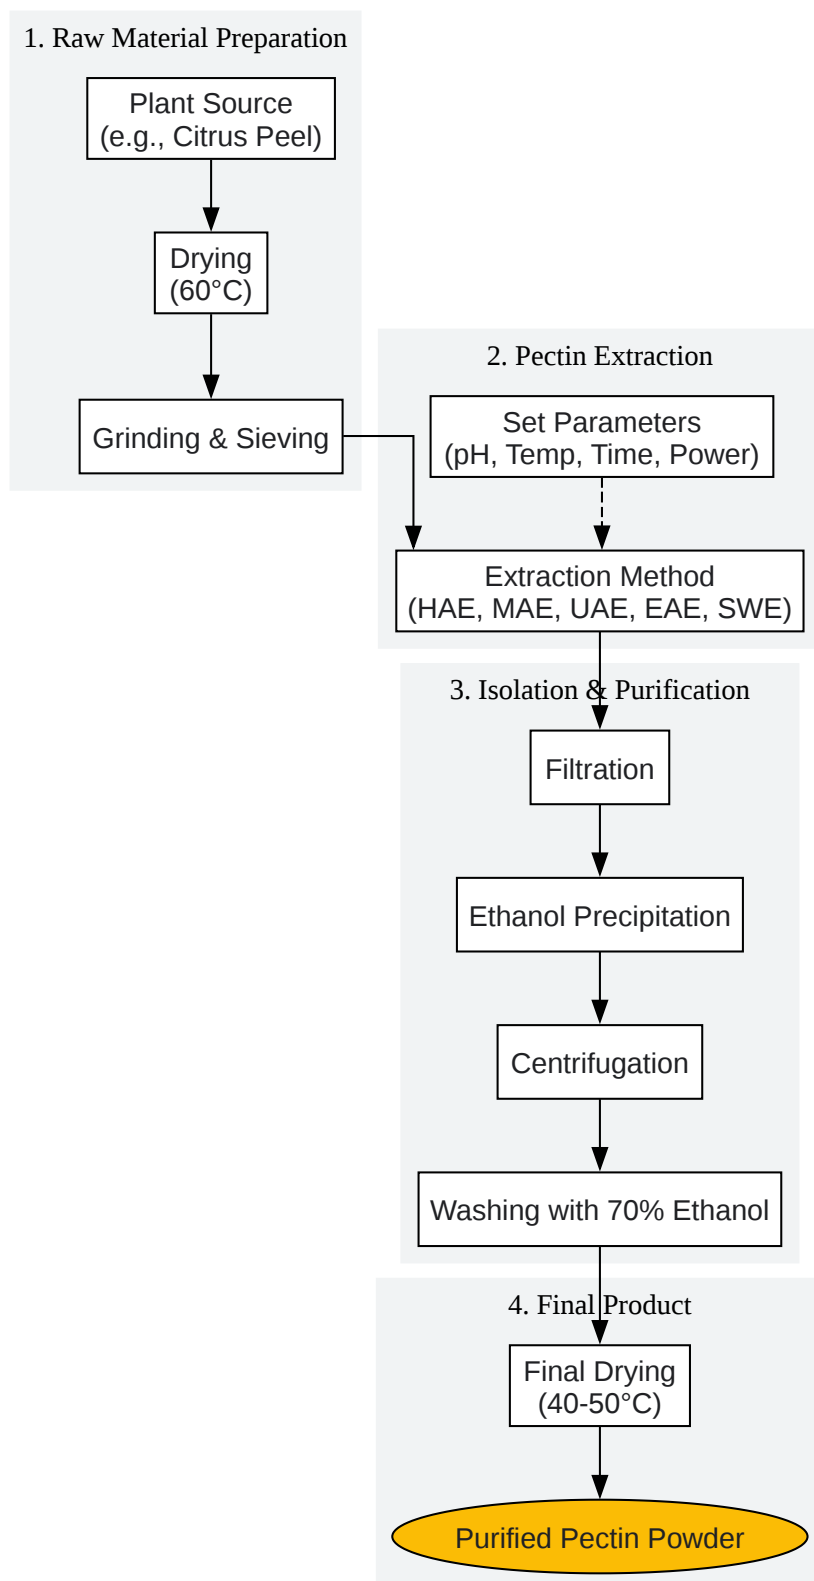 1. Raw Material Preparation
Plant Source
(e.g., Citrus Peel)
Drying
(60°C)
Grinding & Sieving
2. Pectin Extraction
Set Parameters
(pH, Temp, Time, Power)
Extraction Method
(HAE, MAE, UAE, EAE, SWE)
3. Isolation & Purification
Filtration
Ethanol Precipitation
Centrifugation
Washing with 70% Ethanol
4. Final Product
Final Drying
(40-50°C)
Purified Pectin Powder